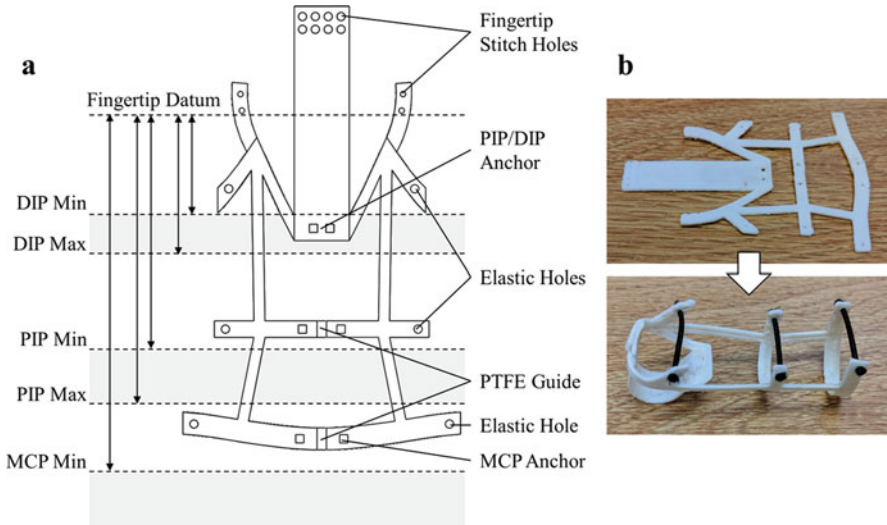 a
Fingertip Datum
DIP Min
DIP Max
PIP Min
PIP Max
MCP Min
Fingertip
Stitch Holes
PIP/DIP
Anchor
Elastic Holes
PTFE Guide
Elastic Hole
MCP Anchor
b